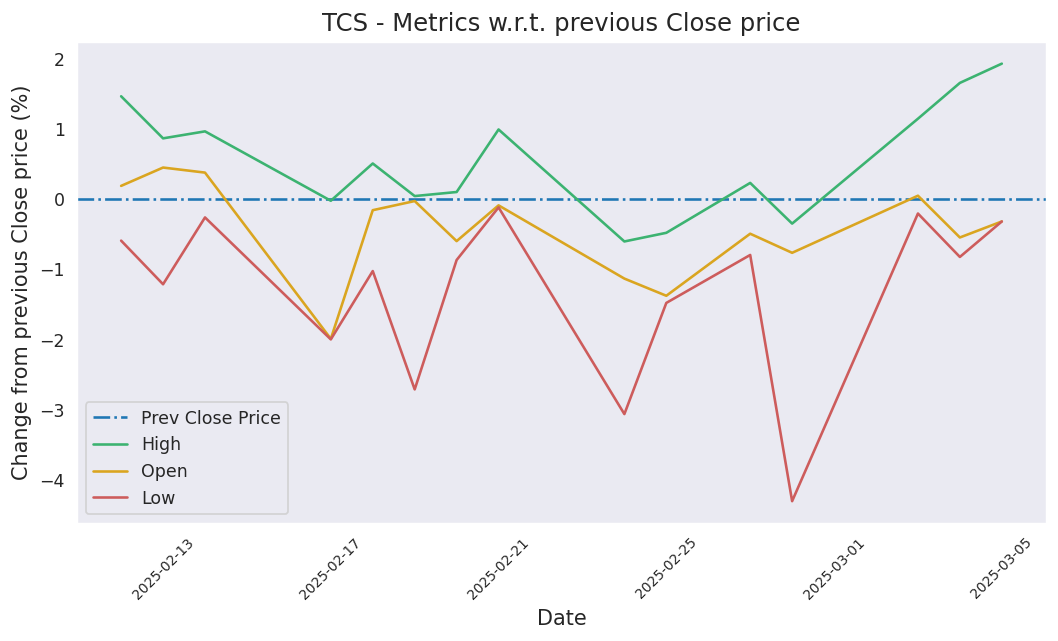 TCS - Metrics w.r.t. previous Close price
Change from previous Close price (%)
2
1
0
−1
−2
−3
−4
Prev Close Price
High
Open
Low
2025-02-13
2025-02-17
2025-02-21
2025-02-25
2025-03-01
2025-03-05
Date